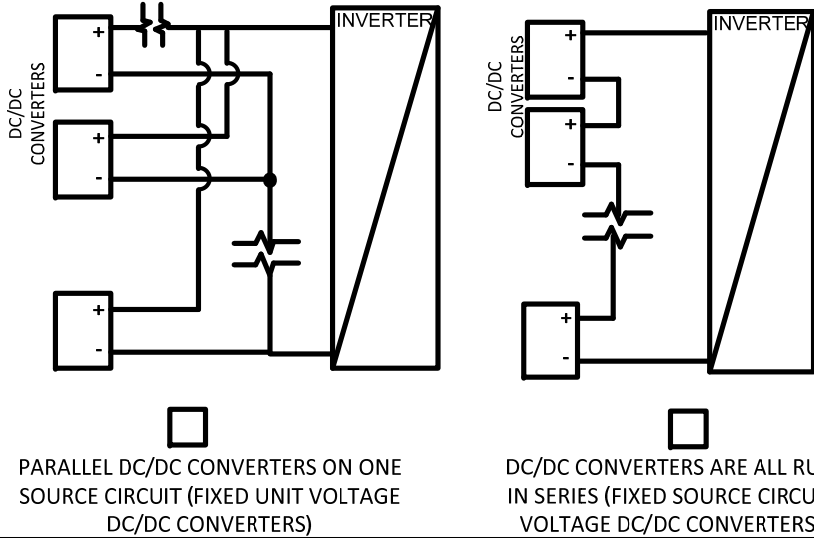 INVERTER
DC/DC
CONVERTERS
+
-
+
-
+
-
PARALLEL DC/DC CONVERTERS ON ONE
SOURCE CIRCUIT (FIXED UNIT VOLTAGE
DC/DC CONVERTERS)
INVERTER
DC/DC
CONVERTERS
+
-
+
-
+
-
DC/DC CONVERTERS ARE ALL RU
IN SERIES (FIXED SOURCE CIRCU
VOLTAGE DC/DC CONVERTERS